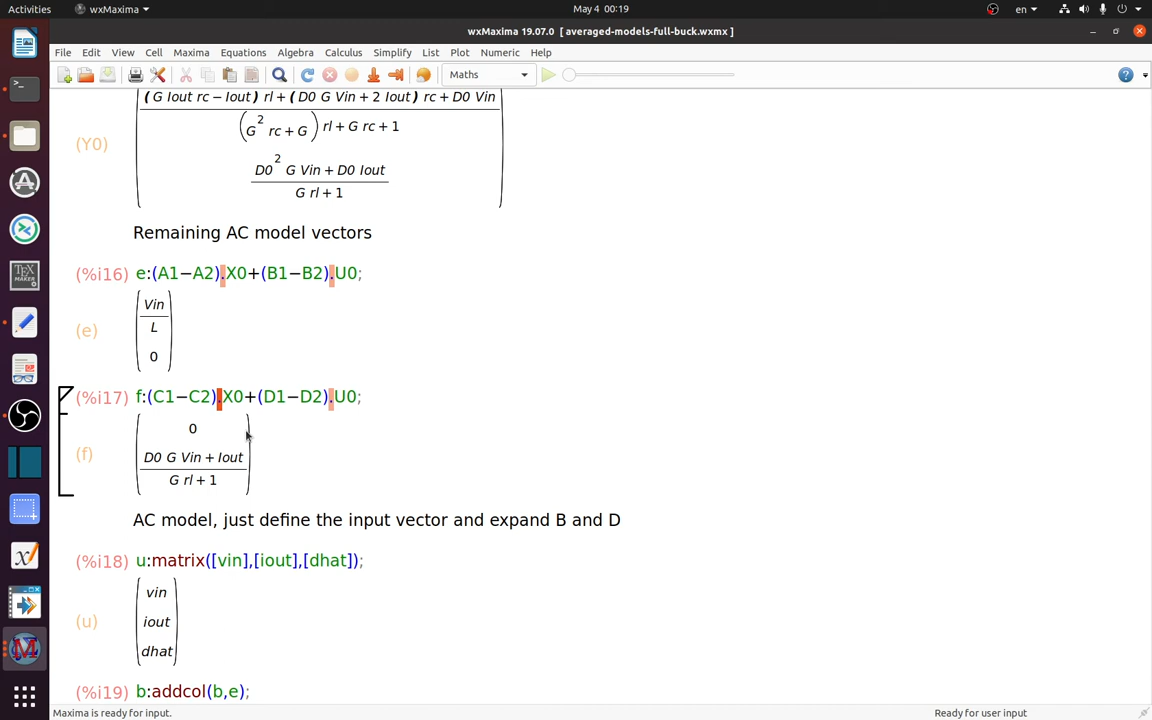 Activities wxMaxima May 4 00:19 en
wxMaxima 19.07.0 [ averaged-models-full-buck.wxmx ]
File Edit View Cell Maxima Equations Algebra Calculus Simplify List Plot Numeric Help
Maths
( G Iout rc − Iout ) rl + ( D0 G Vin + 2 Iout ) rc + D0 Vin
(G^2 rc + G) rl + G rc + 1
(Y0)
D0^2 G Vin + D0 Iout
G rl + 1
Remaining AC model vectors
(%i16) e:(A1−A2).X0+(B1−B2).U0;
Vin
(e)
L
0
(%i17) f:(C1−C2).X0+(D1−D2).U0;
0
(f)
D0 G Vin + Iout
G rl + 1
AC model, just define the input vector and expand B and D
(%i18) u:matrix([vin],[iout],[dhat]);
vin
(u) iout
dhat
(%i19) b:addcol(b,e);
Maxima is ready for input. Ready for user input